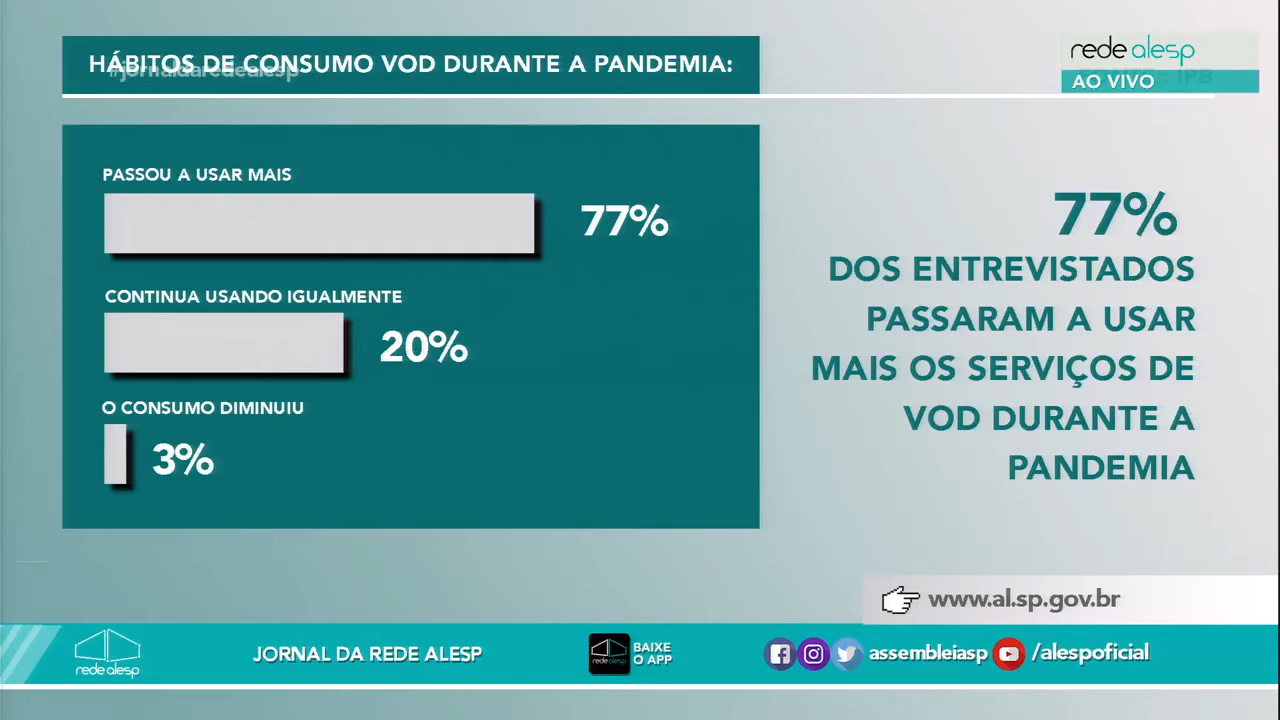 HÁBITOS DE CONSUMO VOD DURANTE A PANDEMIA:
#jornaldaredealesp
rede alesp
AO VIVO
PASSOU A USAR MAIS
77%
CONTINUA USANDO IGUALMENTE
20%
O CONSUMO DIMINUIU
3%
77%
DOS ENTREVISTADOS
PASSARAM A USAR
MAIS OS SERVIÇOS DE
VOD DURANTE A
PANDEMIA
www.al.sp.gov.br
rede alesp
JORNAL DA REDE ALESP
rede alesp
BAIXE
O APP
assembleiasp
/alespoficial